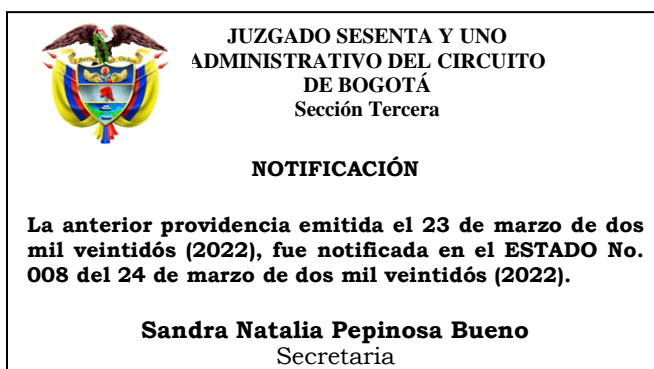 JUZGADO SESENTA Y UNO
ADMINISTRATIVO DEL CIRCUITO
DE BOGOTÁ
Sección Tercera
NOTIFICACIÓN
La anterior providencia emitida el 23 de marzo de dos
mil veintidós (2022), fue notificada en el ESTADO No.
008 del 24 de marzo de dos mil veintidós (2022).
Sandra Natalia Pepinosa Bueno
Secretaria